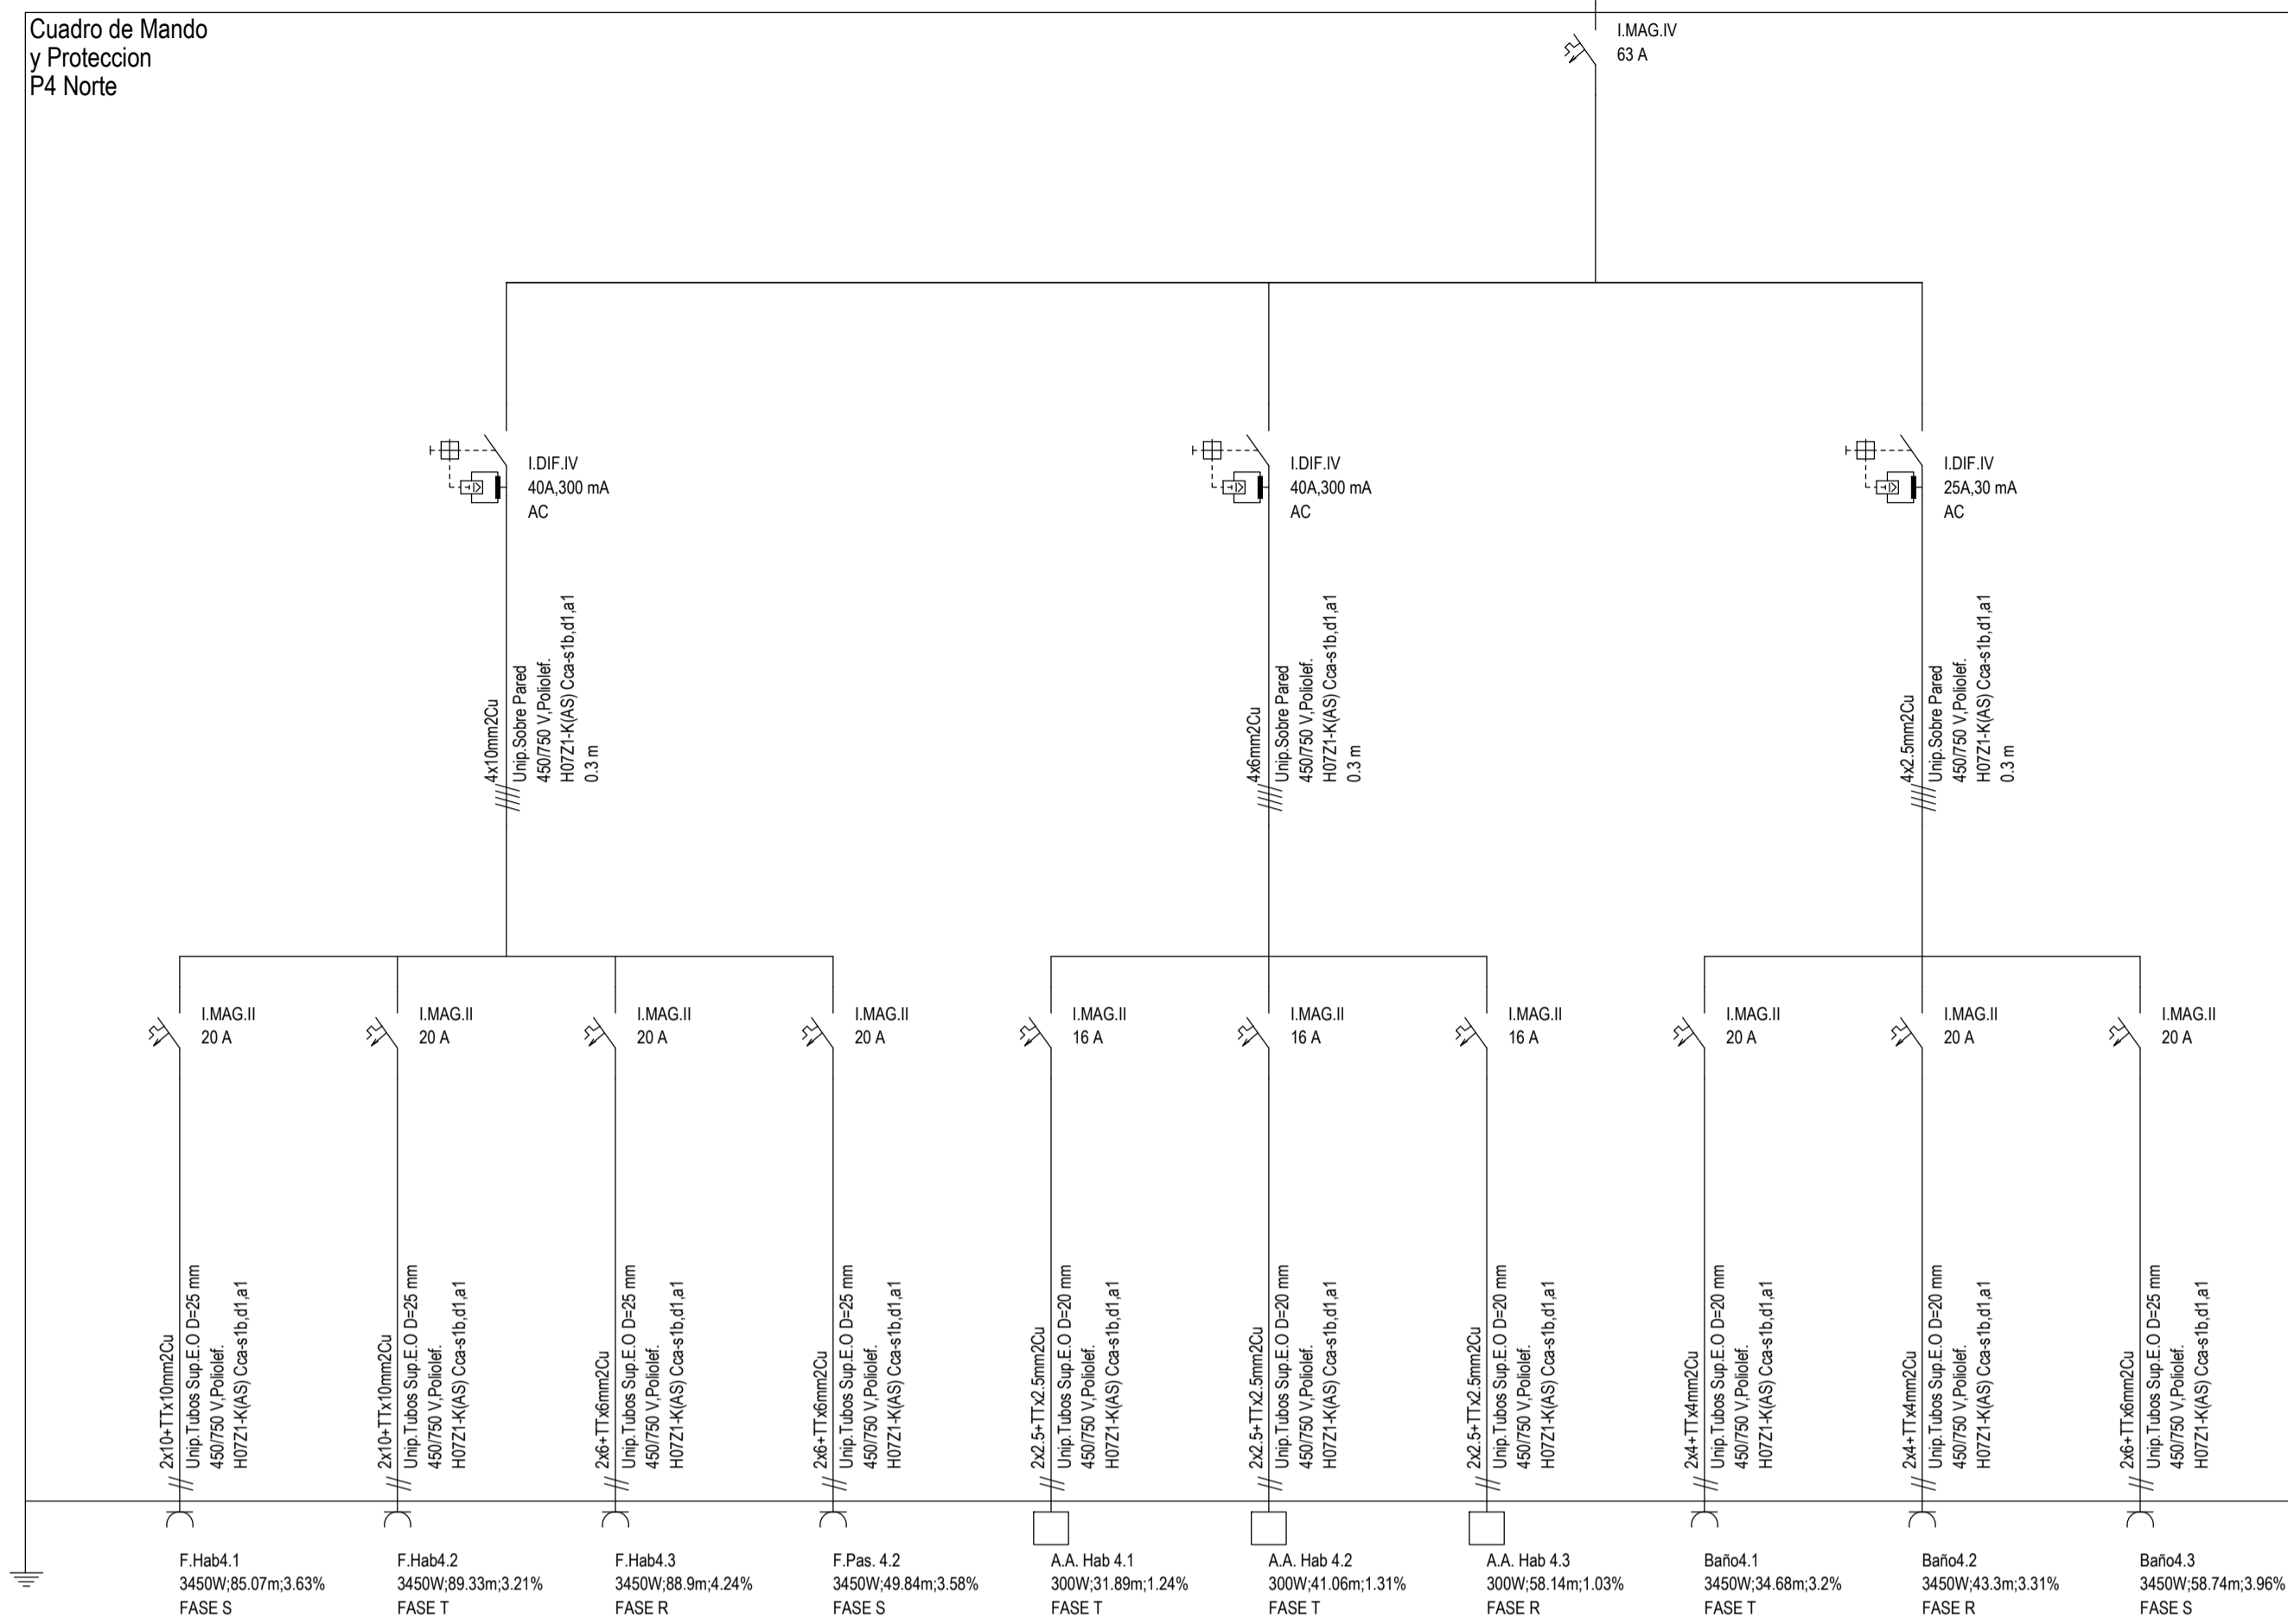 Cuadro de Mando
y Proteccion
P4 Norte
I.MAG.IV
63 A
I.DIF.IV
40A,300 mA
AC
I.DIF.IV
40A,300 mA
AC
I.DIF.IV
25A,30 mA
AC
4x10mm2Cu
Unip.Sobre Pared
450/750 V,Poliolef.
H07Z1-K(AS) Cca-s1b,d1,a1
0.3 m
4x6mm2Cu
Unip.Sobre Pared
450/750 V,Poliolef.
H07Z1-K(AS) Cca-s1b,d1,a1
0.3 m
4x2.5mm2Cu
Unip.Sobre Pared
450/750 V,Poliolef.
H07Z1-K(AS) Cca-s1b,d1,a1
0.3 m
I.MAG.II
20 A
I.MAG.II
20 A
I.MAG.II
20 A
I.MAG.II
20 A
I.MAG.II
16 A
I.MAG.II
16 A
I.MAG.II
16 A
I.MAG.II
20 A
I.MAG.II
20 A
I.MAG.II
20 A
2x10+TTx10mm2Cu
Unip.Tubos Sup.E.O D=25 mm
450/750 V,Poliolef.
H07Z1-K(AS) Cca-s1b,d1,a1
2x10+TTx10mm2Cu
Unip.Tubos Sup.E.O D=25 mm
450/750 V,Poliolef.
H07Z1-K(AS) Cca-s1b,d1,a1
2x6+TTx6mm2Cu
Unip.Tubos Sup.E.O D=25 mm
450/750 V,Poliolef.
H07Z1-K(AS) Cca-s1b,d1,a1
2x6+TTx6mm2Cu
Unip.Tubos Sup.E.O D=25 mm
450/750 V,Poliolef.
H07Z1-K(AS) Cca-s1b,d1,a1
2x2.5+TTx2.5mm2Cu
Unip.Tubos Sup.E.O D=20 mm
450/750 V,Poliolef.
H07Z1-K(AS) Cca-s1b,d1,a1
2x2.5+TTx2.5mm2Cu
Unip.Tubos Sup.E.O D=20 mm
450/750 V,Poliolef.
H07Z1-K(AS) Cca-s1b,d1,a1
2x2.5+TTx2.5mm2Cu
Unip.Tubos Sup.E.O D=20 mm
450/750 V,Poliolef.
H07Z1-K(AS) Cca-s1b,d1,a1
2x4+TTx4mm2Cu
Unip.Tubos Sup.E.O D=20 mm
450/750 V,Poliolef.
H07Z1-K(AS) Cca-s1b,d1,a1
2x4+TTx4mm2Cu
Unip.Tubos Sup.E.O D=20 mm
450/750 V,Poliolef.
H07Z1-K(AS) Cca-s1b,d1,a1
2x6+TTx6mm2Cu
Unip.Tubos Sup.E.O D=25 mm
450/750 V,Poliolef.
H07Z1-K(AS) Cca-s1b,d1,a1
F.Hab4.1
3450W;85.07m;3.63%
FASE S
F.Hab4.2
3450W;89.33m;3.21%
FASE T
F.Hab4.3
3450W;88.9m;4.24%
FASE R
F.Pas. 4.2
3450W;49.84m;3.58%
FASE S
A.A. Hab 4.1
300W;31.89m;1.24%
FASE T
A.A. Hab 4.2
300W;41.06m;1.31%
FASE T
A.A. Hab 4.3
300W;58.14m;1.03%
FASE R
Baño4.1
3450W;34.68m;3.2%
FASE T
Baño4.2
3450W;43.3m;3.31%
FASE R
Baño4.3
3450W;58.74m;3.96%
FASE S